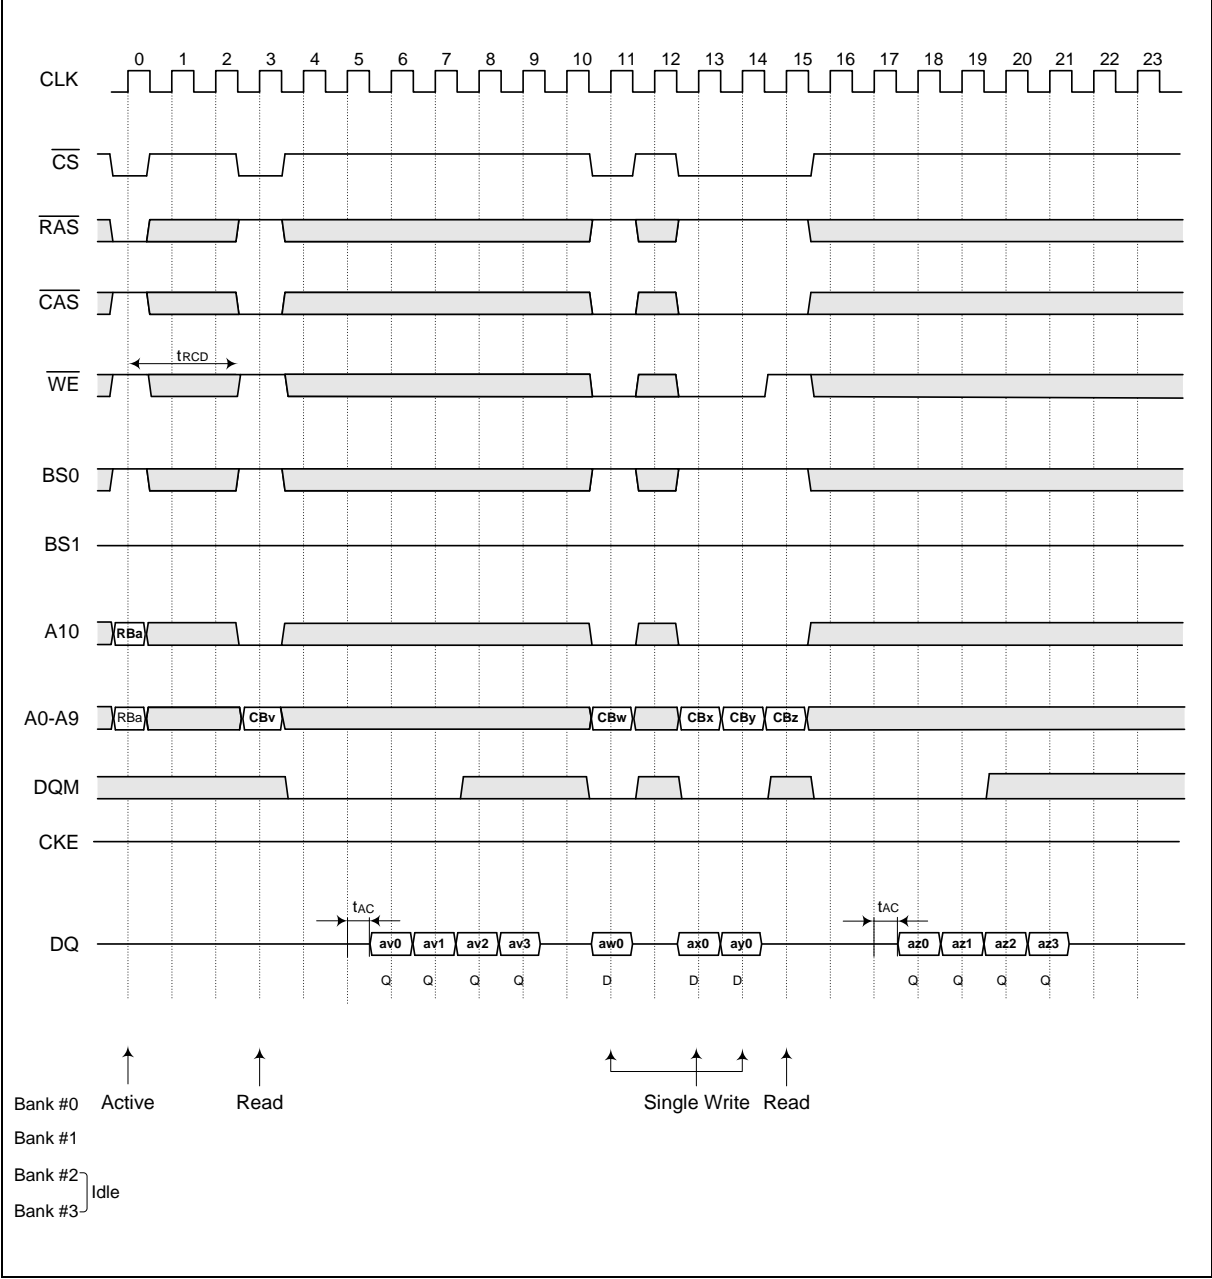 0 1 2 3 4 5 6 7 8 9 10 11 12 13 14 15 16 17 18 19 20 21 22 23
CLK
CS
RAS
CAS
tRCD
WE
BS0
BS1
A10 RBa
A0-A9 RBa CBv CBw CBx CBy CBz
DQM
CKE
tAC tAC
DQ av0 av1 av2 av3 aw0 ax0 ay0 az0 az1 az2 az3
Q Q Q Q D D D Q Q Q Q
Bank #0 Active Read Single Write Read
Bank #1
Bank #2
Idle
Bank #3